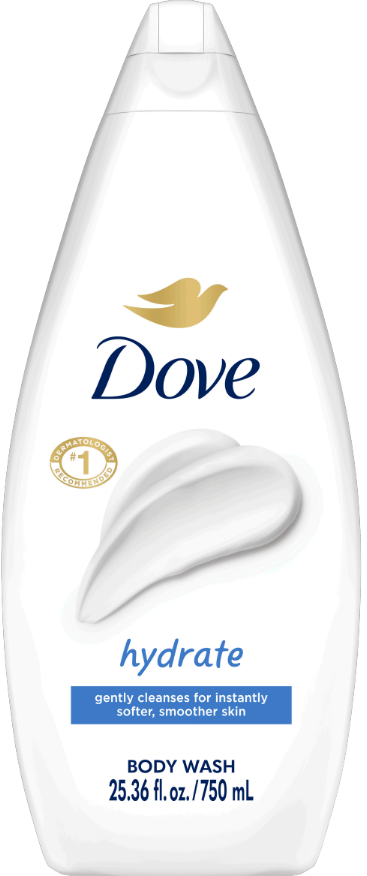 Dove
DERMATOLOGIST
#1
RECOMMENDED
hydrate
gently cleanses for instantly
softer, smoother skin
BODY WASH
25.36 fl. oz. / 750 mL